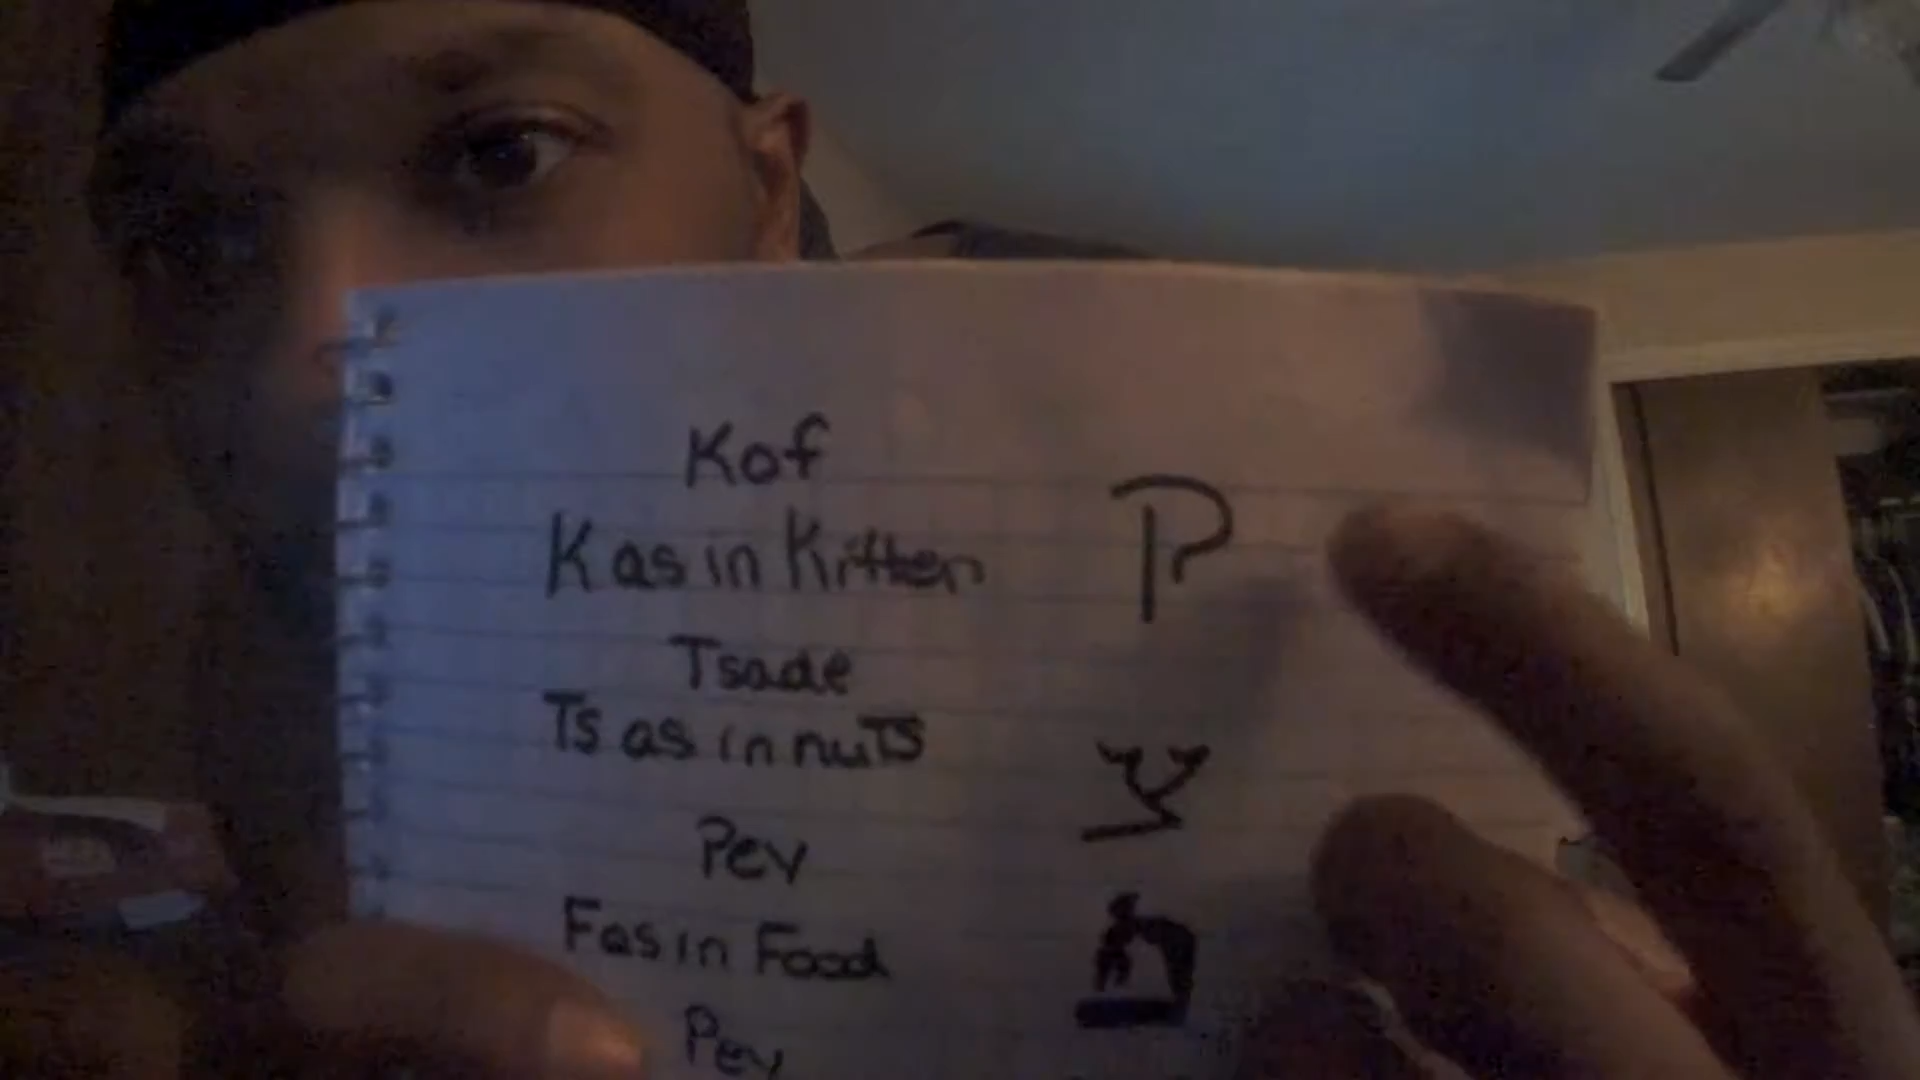 Kof
K as in Kitten
ק
Tsade
Ts as in nuTs
צ
Pey
F as in Food
פ
Pey